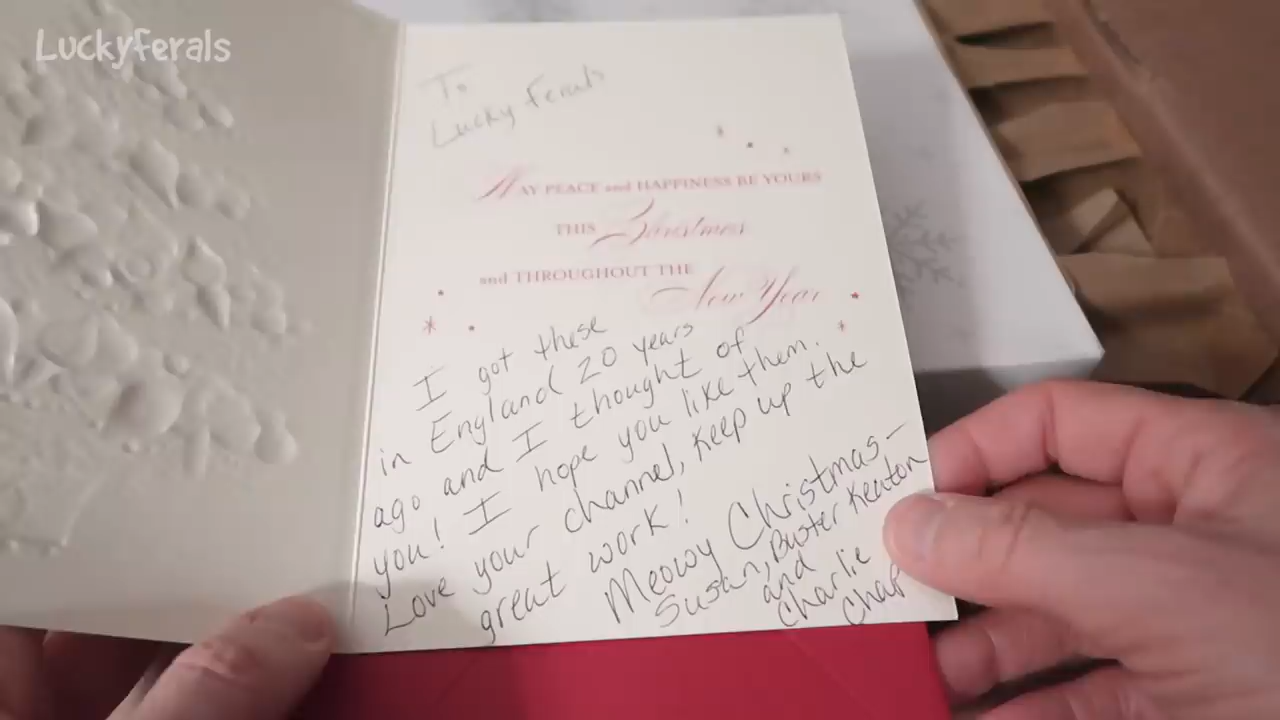 LuckyFerals
To
Lucky Ferals
MAY PEACE and HAPPINESS BE YOURS
THIS Christmas
and THROUGHOUT THE
New Year
I got these
in England 20 years
ago and I thought of
you! I hope you like them.
Love your channel, keep up the
great work!
Meowy Christmas-
Susan, Buster Keaton
and
Charlie
Chap